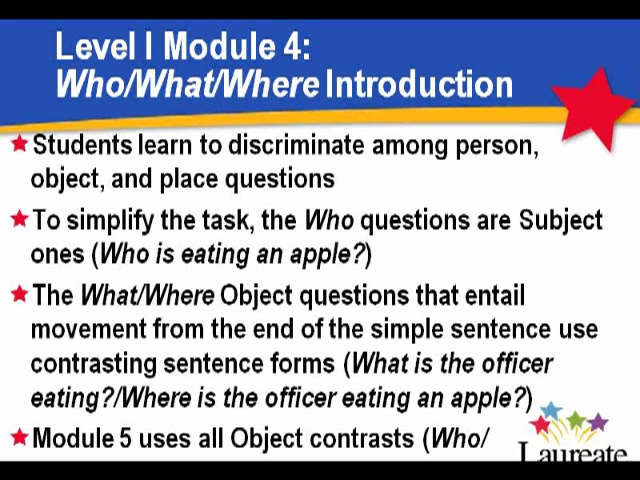 Level I Module 4:
Who/What/Where Introduction
Students learn to discriminate among person,
object, and place questions
To simplify the task, the Who questions are Subject
ones (Who is eating an apple?)
The What/Where Object questions that entail
movement from the end of the simple sentence use
contrasting sentence forms (What is the officer
eating?/Where is the officer eating an apple?)
Module 5 uses all Object contrasts (Who/
Laureate